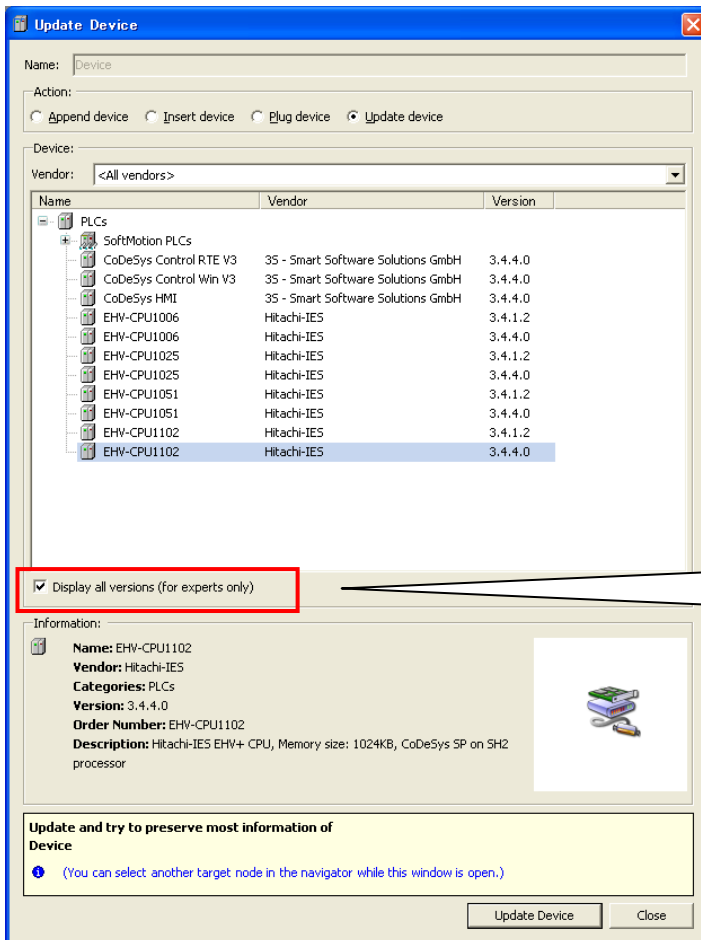 Update Device
Name: Device
Action:
Append device Insert device Plug device Update device
Device:
Vendor: <All vendors>
Name Vendor Version
PLCs
SoftMotion PLCs
CoDeSys Control RTE V3 3S - Smart Software Solutions GmbH 3.4.4.0
CoDeSys Control Win V3 3S - Smart Software Solutions GmbH 3.4.4.0
CoDeSys HMI 3S - Smart Software Solutions GmbH 3.4.4.0
EHV-CPU1006 Hitachi-IES 3.4.1.2
EHV-CPU1006 Hitachi-IES 3.4.4.0
EHV-CPU1025 Hitachi-IES 3.4.1.2
EHV-CPU1025 Hitachi-IES 3.4.4.0
EHV-CPU1051 Hitachi-IES 3.4.1.2
EHV-CPU1051 Hitachi-IES 3.4.4.0
EHV-CPU1102 Hitachi-IES 3.4.1.2
EHV-CPU1102 Hitachi-IES 3.4.4.0
Display all versions (for experts only)
Information:
Name: EHV-CPU1102
Vendor: Hitachi-IES
Categories: PLCs
Version: 3.4.4.0
Order Number: EHV-CPU1102
Description: Hitachi-IES EHV+ CPU, Memory size: 1024KB, CoDeSys SP on SH2
processor
Update and try to preserve most information of
Device
(You can select another target node in the navigator while this window is open.)
Update Device Close